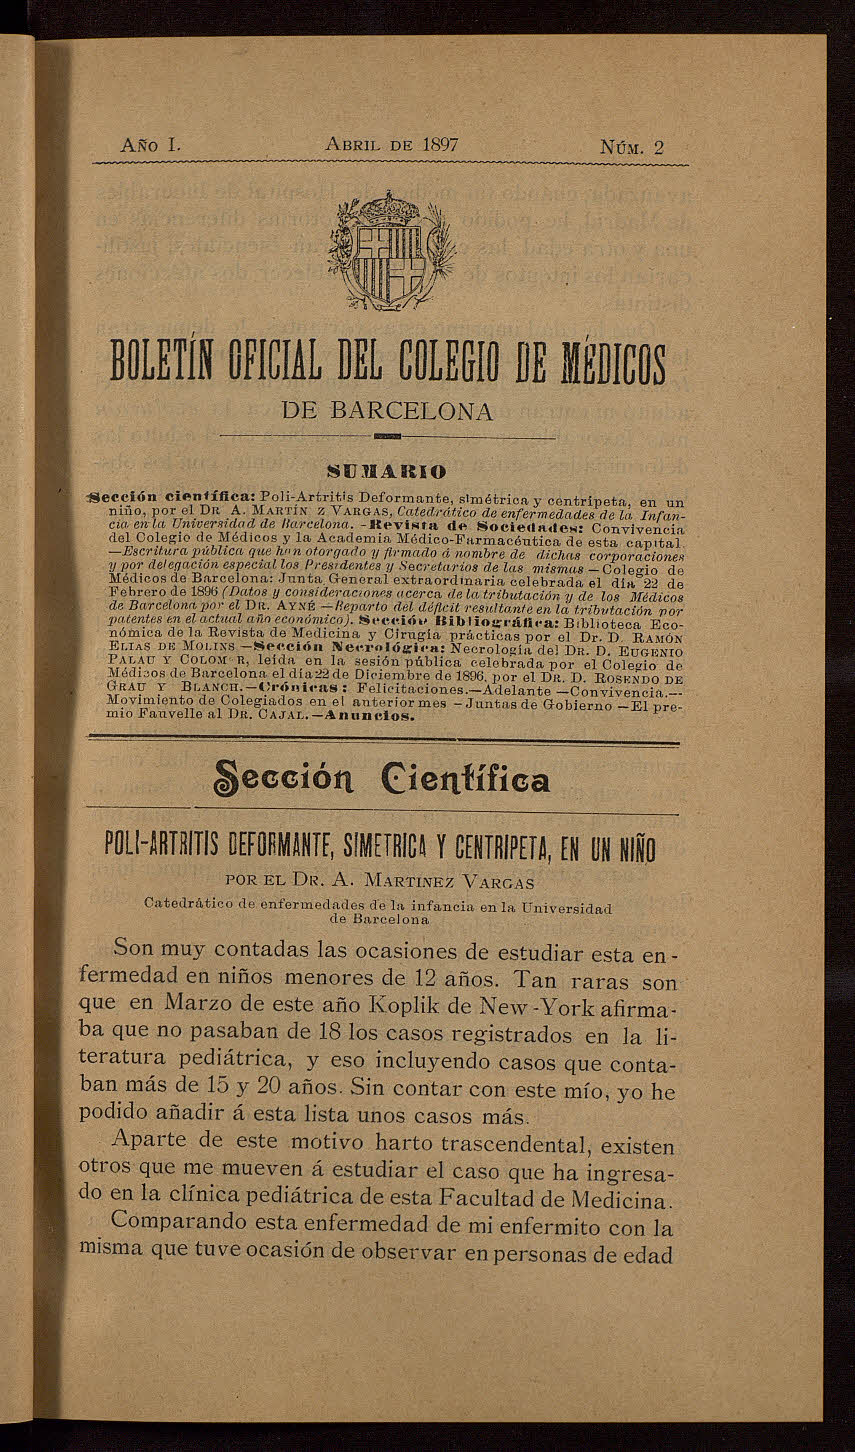 Año I. Abril de 1897 Núm. 2
BOLETÍN OFICIAL DEL COLEGIO DE MÉDICOS
DE BARCELONA
SUMARIO
Sección científica: Poli-Artritis Deformante, simétrica y centripeta, en un
niño, por el Dr A. Martín z Vargas, Catedrático de enfermedades de la Infan-
cia en la Universidad de Barcelona. -Revista de Sociedades: Convivencia
del Colegio de Médicos y la Academia Médico-Farmacéutica de esta capital.
—Escritura pública que han otorgado y firmado á nombre de dichas corporaciones
y por delegación especial los Presidentes y Secretarios de las mismas —Colegio de
Médicos de Barcelona: Junta General extraordinaria celebrada el día 22 de
Febrero de 1896 (Datos y consideraciones acerca de la tributación y de los Médicos
de Barcelona por el Dr. Ayné —Reparto del déficit resultante en la tributación por
patentes en el actual año económico). Sección Bibliográfica: Biblioteca Eco-
nómica de la Revista de Medicina y Cirugía prácticas por el Dr. D. Ramón
Elias de Molins —Sección Necrológica: Necrología del Dr. D. Eugenio
Palau y Colom r, leída en la sesión pública celebrada por el Colegio de
Médicos de Barcelona el día 22 de Diciembre de 1896, por el Dr. D. Rosendo de
Grau y Blanch.—Crónicas: Felicitaciones.—Adelante —Convivencia.—
Movimiento de Colegiados en el anterior mes —Juntas de Gobierno —El pre-
mio Fauvelle al Dr. Cajal.—Anuncios.
Sección Científica
POLI-ARTRITIS DEFORMANTE, SIMETRICA Y CENTRIPETA, EN UN NIÑO
por el Dr. A. Martinez Vargas
Catedrático de enfermedades de la infancia en la Universidad
de Barcelona
Son muy contadas las ocasiones de estudiar esta en-
fermedad en niños menores de 12 años. Tan raras son
que en Marzo de este año Koplik de New-York afirma-
ba que no pasaban de 18 los casos registrados en la li-
teratura pediátrica, y eso incluyendo casos que conta-
ban más de 15 y 20 años. Sin contar con este mío, yo he
podido añadir á esta lista unos casos más.
Aparte de este motivo harto trascendental, existen
otros que me mueven á estudiar el caso que ha ingresa-
do en la clínica pediátrica de esta Facultad de Medicina.
Comparando esta enfermedad de mi enfermito con la
misma que tuve ocasión de observar en personas de edad